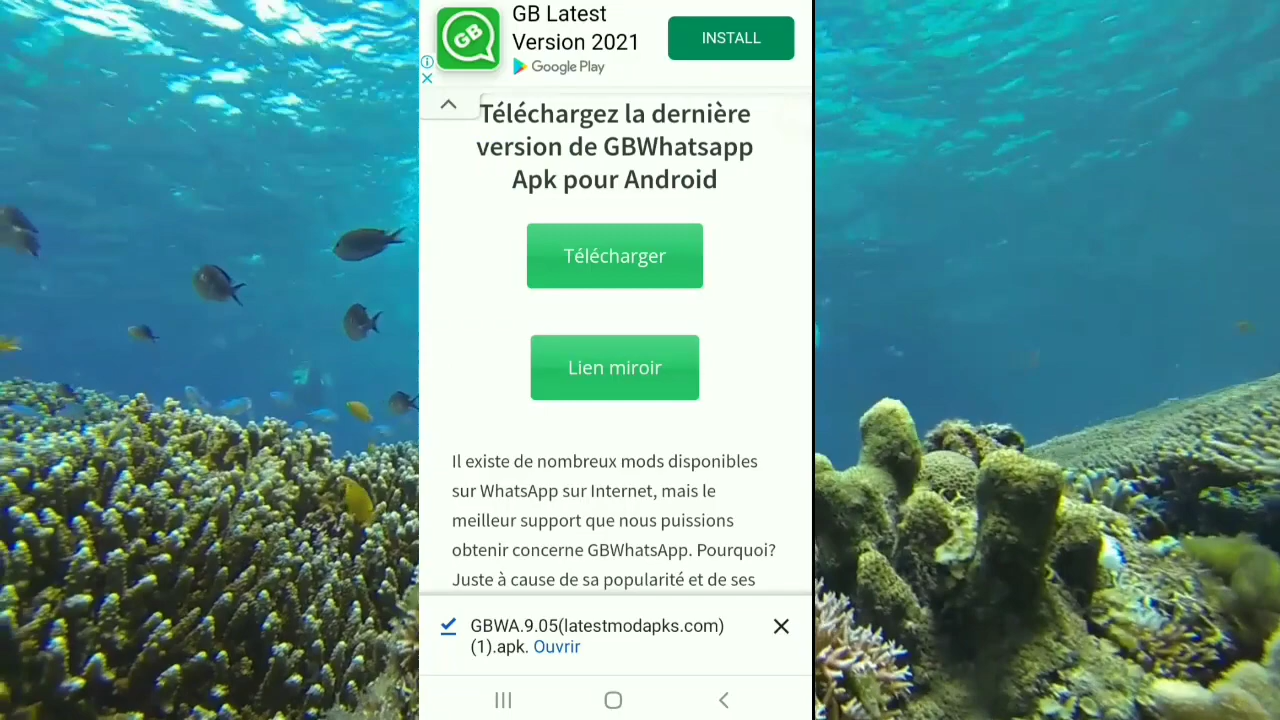 GB
GB Latest
Version 2021
Google Play
INSTALL
Téléchargez la dernière
version de GBWhatsapp
Apk pour Android
Télécharger
Lien miroir
Il existe de nombreux mods disponibles
sur WhatsApp sur Internet, mais le
meilleur support que nous puissions
obtenir concerne GBWhatsApp. Pourquoi?
Juste à cause de sa popularité et de ses
GBWA.9.05(latestmodapks.com)
(1).apk. Ouvrir